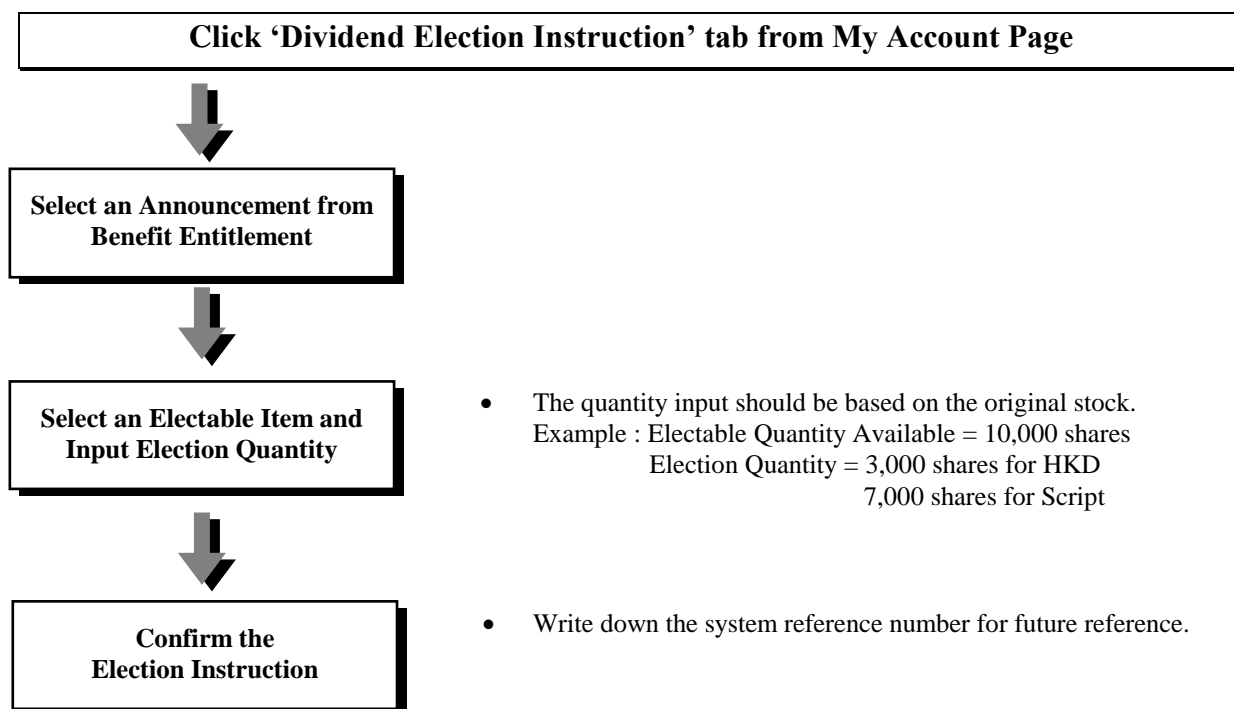 Click ‘Dividend Election Instruction’ tab from My Account Page
Select an Announcement from
Benefit Entitlement
Select an Electable Item and
Input Election Quantity
• The quantity input should be based on the original stock.
Example : Electable Quantity Available = 10,000 shares
Election Quantity = 3,000 shares for HKD
7,000 shares for Script
Confirm the
Election Instruction
• Write down the system reference number for future reference.